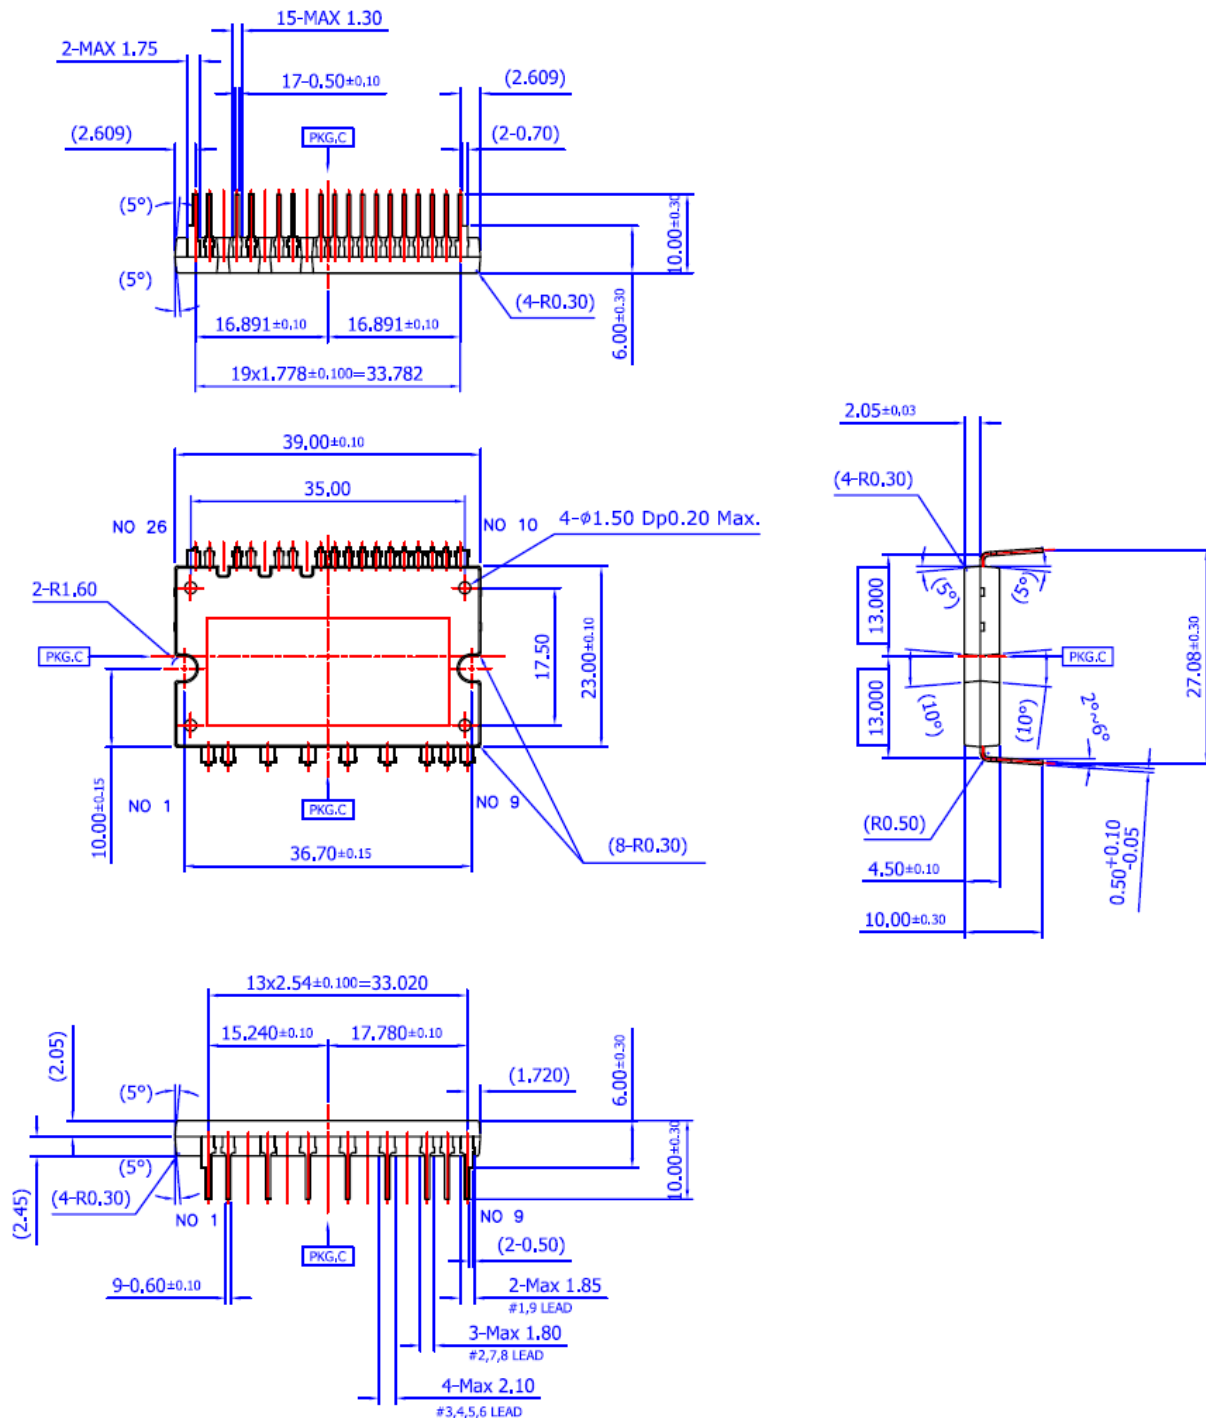 15-MAX 1.30
2-MAX 1.75
17-0.50±0.10
(2.609)
(2.609)
PKG.C
(2-0.70)
(5°)
10.00±0.30
(5°)
(4-R0.30)
6.00±0.30
16.891±0.10
16.891±0.10
19x1.778±0.100=33.782
39.00±0.10
35.00
NO 26
NO 10
4-φ1.50 Dp0.20 Max.
2-R1.60
PKG.C
17.50
23.00±0.10
10.00±0.15
NO 1
PKG.C
NO 9
36.70±0.15
(8-R0.30)
2.05±0.03
(4-R0.30)
13.000
(5°)
(5°)
PKG.C
27.08±0.30
13.000
(10°)
(10°)
2°~6°
(R0.50)
4.50±0.10
0.50+0.10
-0.05
10.00±0.30
13x2.54±0.100=33.020
15.240±0.10
17.780±0.10
(2.05)
(5°)
(1.720)
6.00±0.30
(5°)
10.00±0.30
(4-R0.30)
(2.45)
NO 1
NO 9
PKG.C
(2-0.50)
9-0.60±0.10
2-Max 1.85
#1,9 LEAD
3-Max 1.80
#2,7,8 LEAD
4-Max 2.10
#3,4,5,6 LEAD